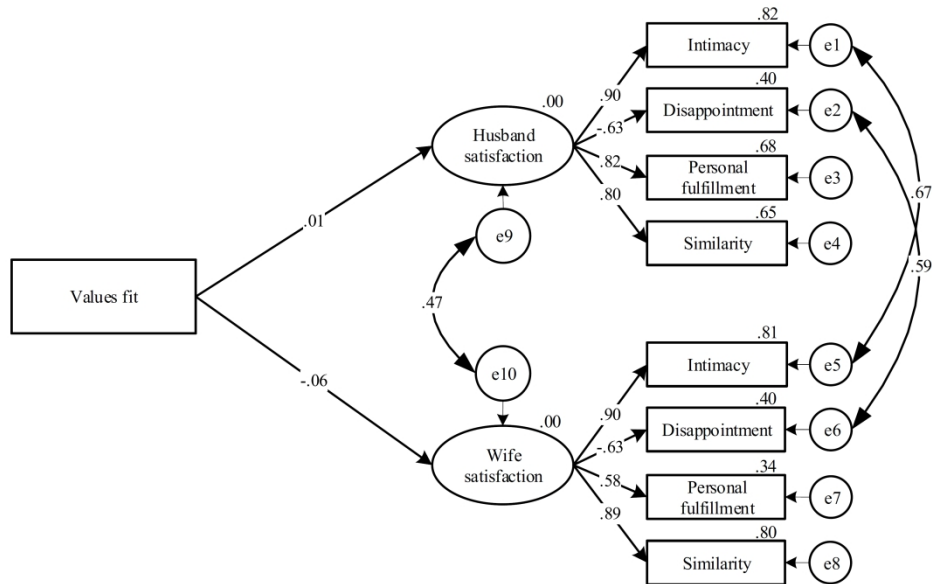 .82
Intimacy
e1
.90
.40
.00
Disappointment
e2
-.63
Husband
satisfaction
.68
.82
Personal
fulfillment
e3
.80
.67
.65
.01
e9
Similarity
e4
.59
Values fit
.47
.81
e10
Intimacy
e5
-.06
.90
.40
.00
Disappointment
e6
-.63
Wife
satisfaction
.34
.58
Personal
fulfillment
e7
.89
.80
Similarity
e8